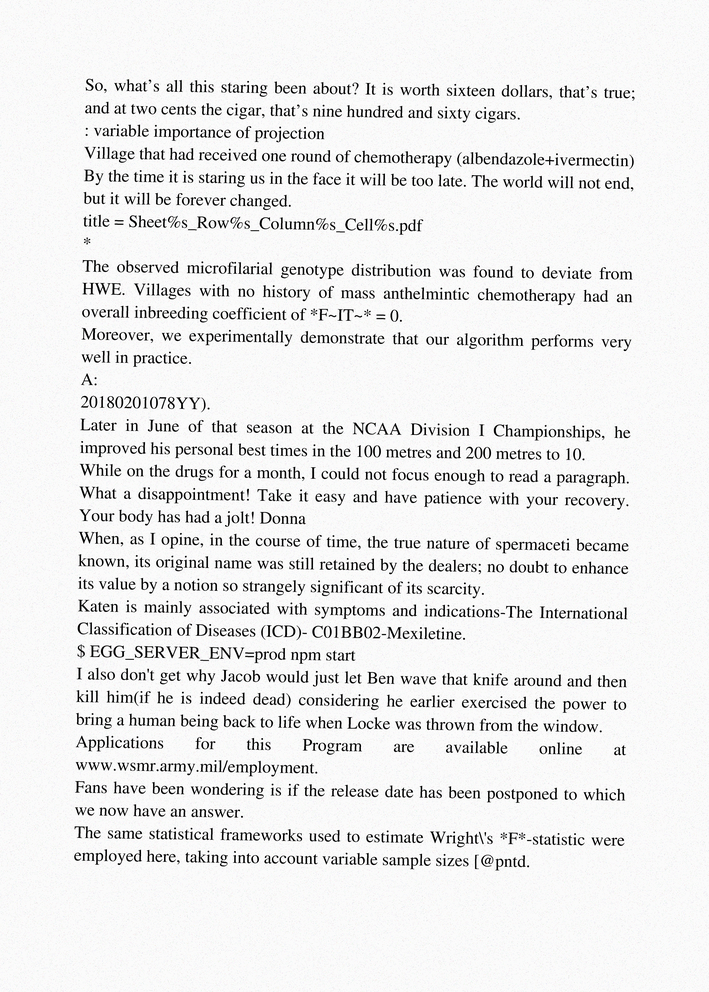 So, what's all this staring been about? It is worth sixteen dollars, that's true;
and at two cents the cigar, that's nine hundred and sixty cigars.
: variable importance of projection
Village that had received one round of chemotherapy (albendazole+ivermectin)
By the time it is staring us in the face it will be too late. The world will not end,
but it will be forever changed.
title = Sheet%s_Row%s_Column%s_Cell%s.pdf
*
The observed microfilarial genotype distribution was found to deviate from
HWE. Villages with no history of mass anthelmintic chemotherapy had an
overall inbreeding coefficient of *F~IT~* = 0.
Moreover, we experimentally demonstrate that our algorithm performs very
well in practice.
A:
20180201078YY).
Later in June of that season at the NCAA Division I Championships, he
improved his personal best times in the 100 metres and 200 metres to 10.
While on the drugs for a month, I could not focus enough to read a paragraph.
What a disappointment! Take it easy and have patience with your recovery.
Your body has had a jolt! Donna
When, as I opine, in the course of time, the true nature of spermaceti became
known, its original name was still retained by the dealers; no doubt to enhance
its value by a notion so strangely significant of its scarcity.
Katen is mainly associated with symptoms and indications-The International
Classification of Diseases (ICD)- C01BB02-Mexiletine.
$ EGG_SERVER_ENV=prod npm start
I also don't get why Jacob would just let Ben wave that knife around and then
kill him(if he is indeed dead) considering he earlier exercised the power to
bring a human being back to life when Locke was thrown from the window.
Applications for this Program are available online at
www.wsmr.army.mil/employment.
Fans have been wondering is if the release date has been postponed to which
we now have an answer.
The same statistical frameworks used to estimate Wright\'s *F*-statistic were
employed here, taking into account variable sample sizes [@pntd.